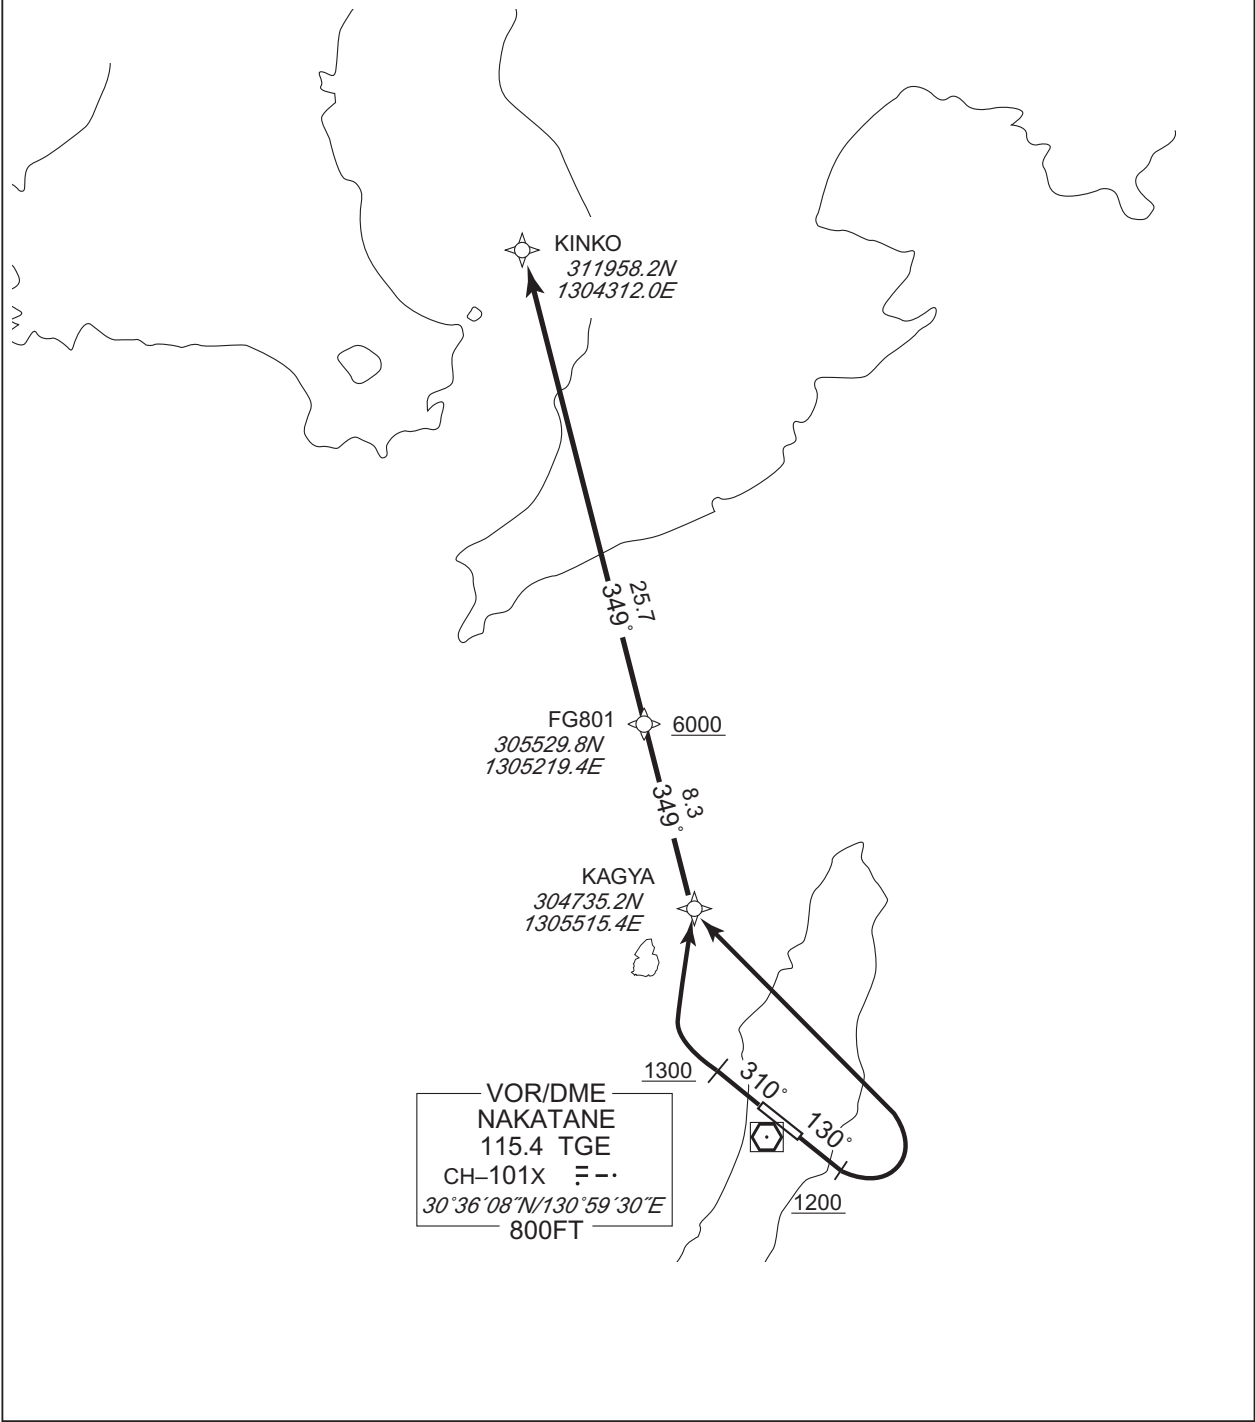 KINKO
311958.2N
1304312.0E
25.7
349°
FG801
305529.8N
1305219.4E
6000
8.3
349°
KAGYA
304735.2N
1305515.4E
1300
310°
130°
1200
VOR/DME
NAKATANE
115.4 TGE
CH–101X
30°36´08˝N/130°59´30˝E
800FT